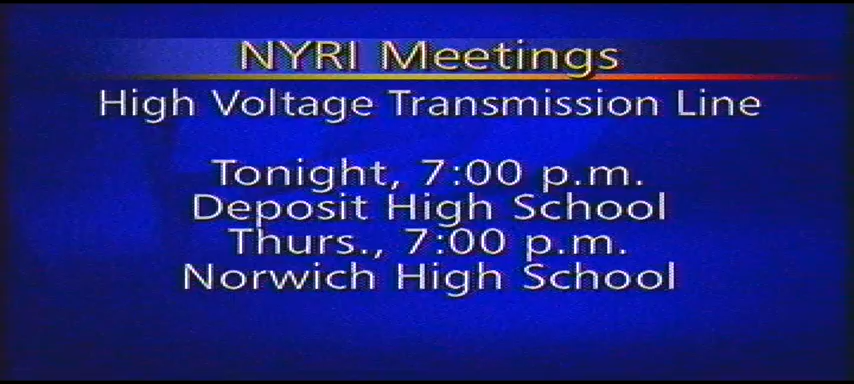 NYRI Meetings
High Voltage Transmission Line
Tonight, 7:00 p.m.
Deposit High School
Thurs., 7:00 p.m.
Norwich High School